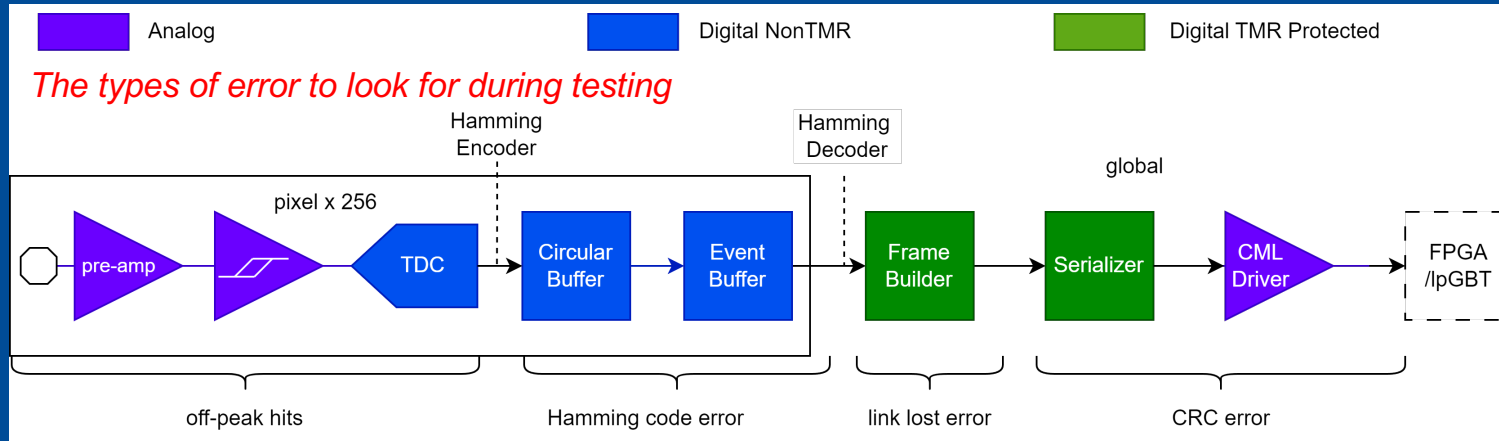 Analog
Digital NonTMR
Digital TMR Protected
The types of error to look for during testing
Hamming
Encoder
Hamming
Decoder
global
pixel x 256
pre-amp
TDC
Circular
Buffer
Event
Buffer
Frame
Builder
Serializer
CML
Driver
FPGA
/lpGBT
off-peak hits
Hamming code error
link lost error
CRC error